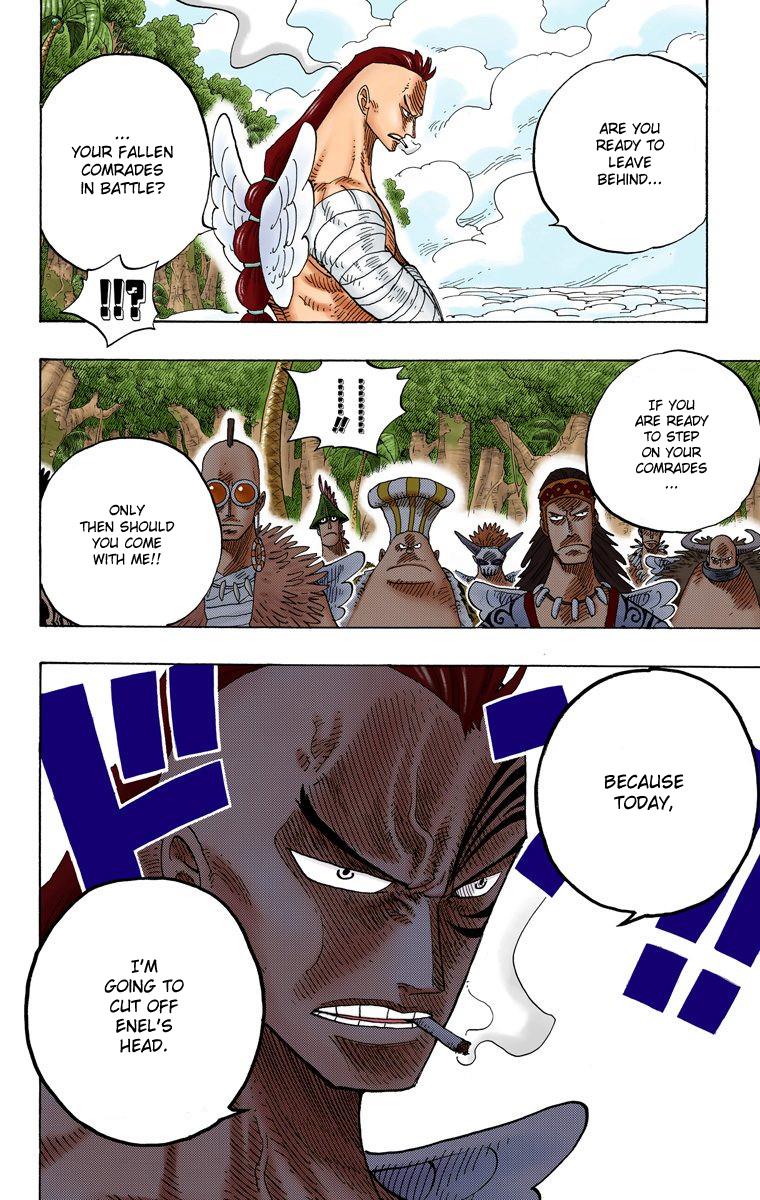 ARE YOU
READY TO
LEAVE
BEHIND...
...
YOUR FALLEN
COMRADES
IN BATTLE?
!!?
IF YOU
ARE READY
TO STEP
ON YOUR
COMRADES
...
.........!!
ONLY
THEN SHOULD
YOU COME
WITH ME!!
BECAUSE
TODAY,
I'M
GOING TO
CUT OFF
ENEL'S
HEAD.
ドン!!